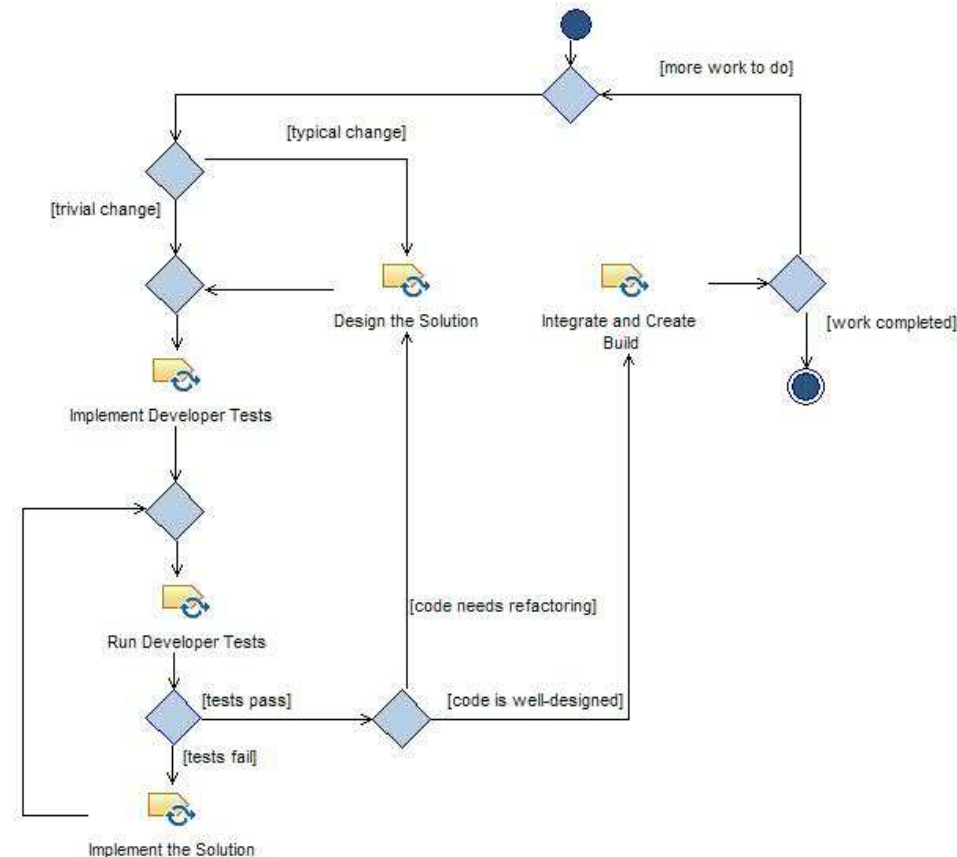 [more work to do]
[typical change]
[trivial change]
Design the Solution
Integrate and Create
Build
[work completed]
Implement Developer Tests
[code needs refactoring]
Run Developer Tests
[tests pass]
[code is well-designed]
[tests fail]
Implement the Solution